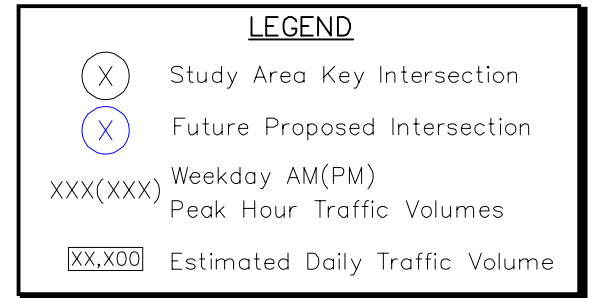 LEGEND
X Study Area Key Intersection
X Future Proposed Intersection
XXX(XXX) Weekday AM(PM)
Peak Hour Traffic Volumes
XX,X00 Estimated Daily Traffic Volume